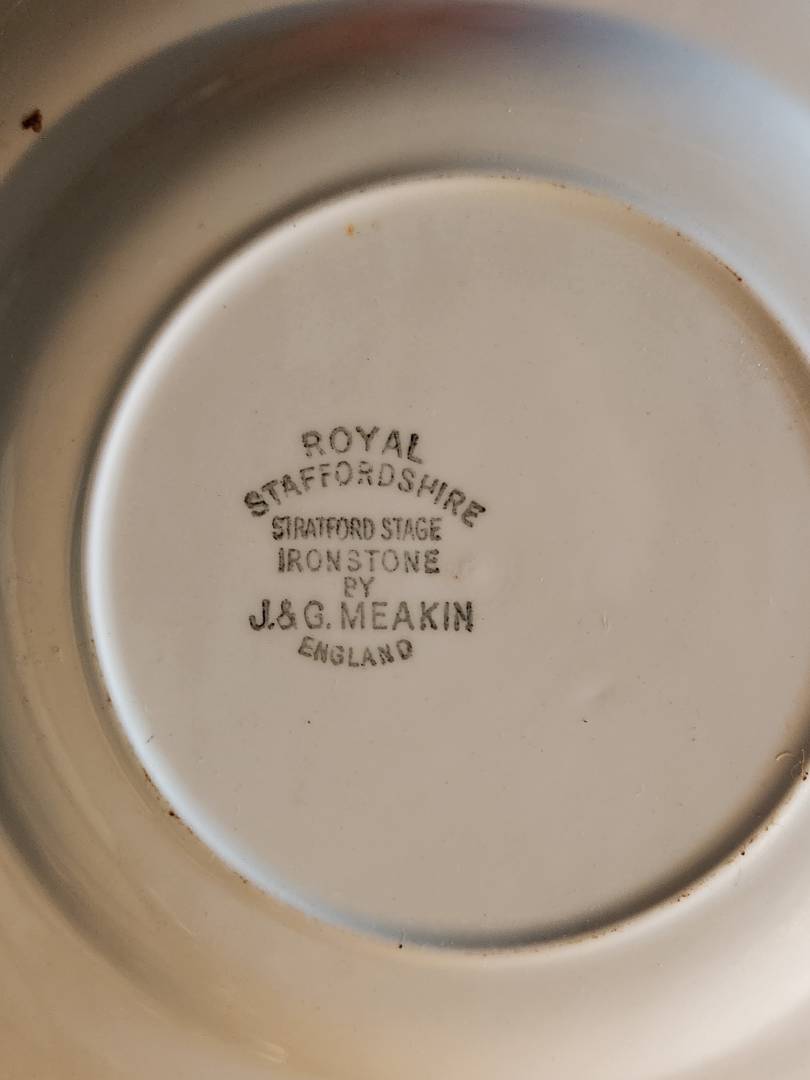 ROYAL
STAFFORDSHIRE
STRATFORD STAGE
IRONSTONE
BY
J.&G. MEAKIN
ENGLAND